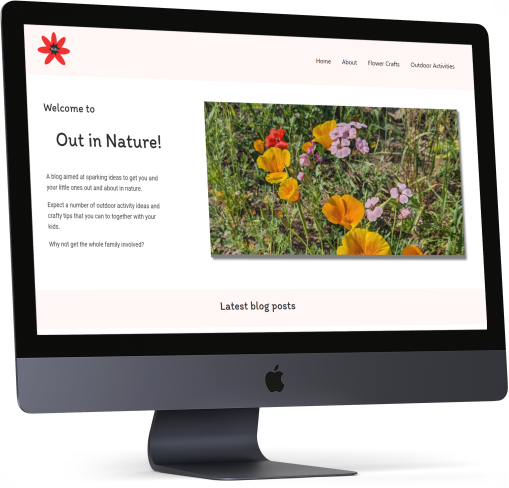 Home About Flower Crafts Outdoor Activities
Welcome to
Out in Nature!
A blog aimed at sparking ideas to get you and
your little ones out and about in nature.
Expect a number of outdoor activity ideas and
crafty tips that you can to together with your
kids.
Why not get the whole family involved?
Latest blog posts